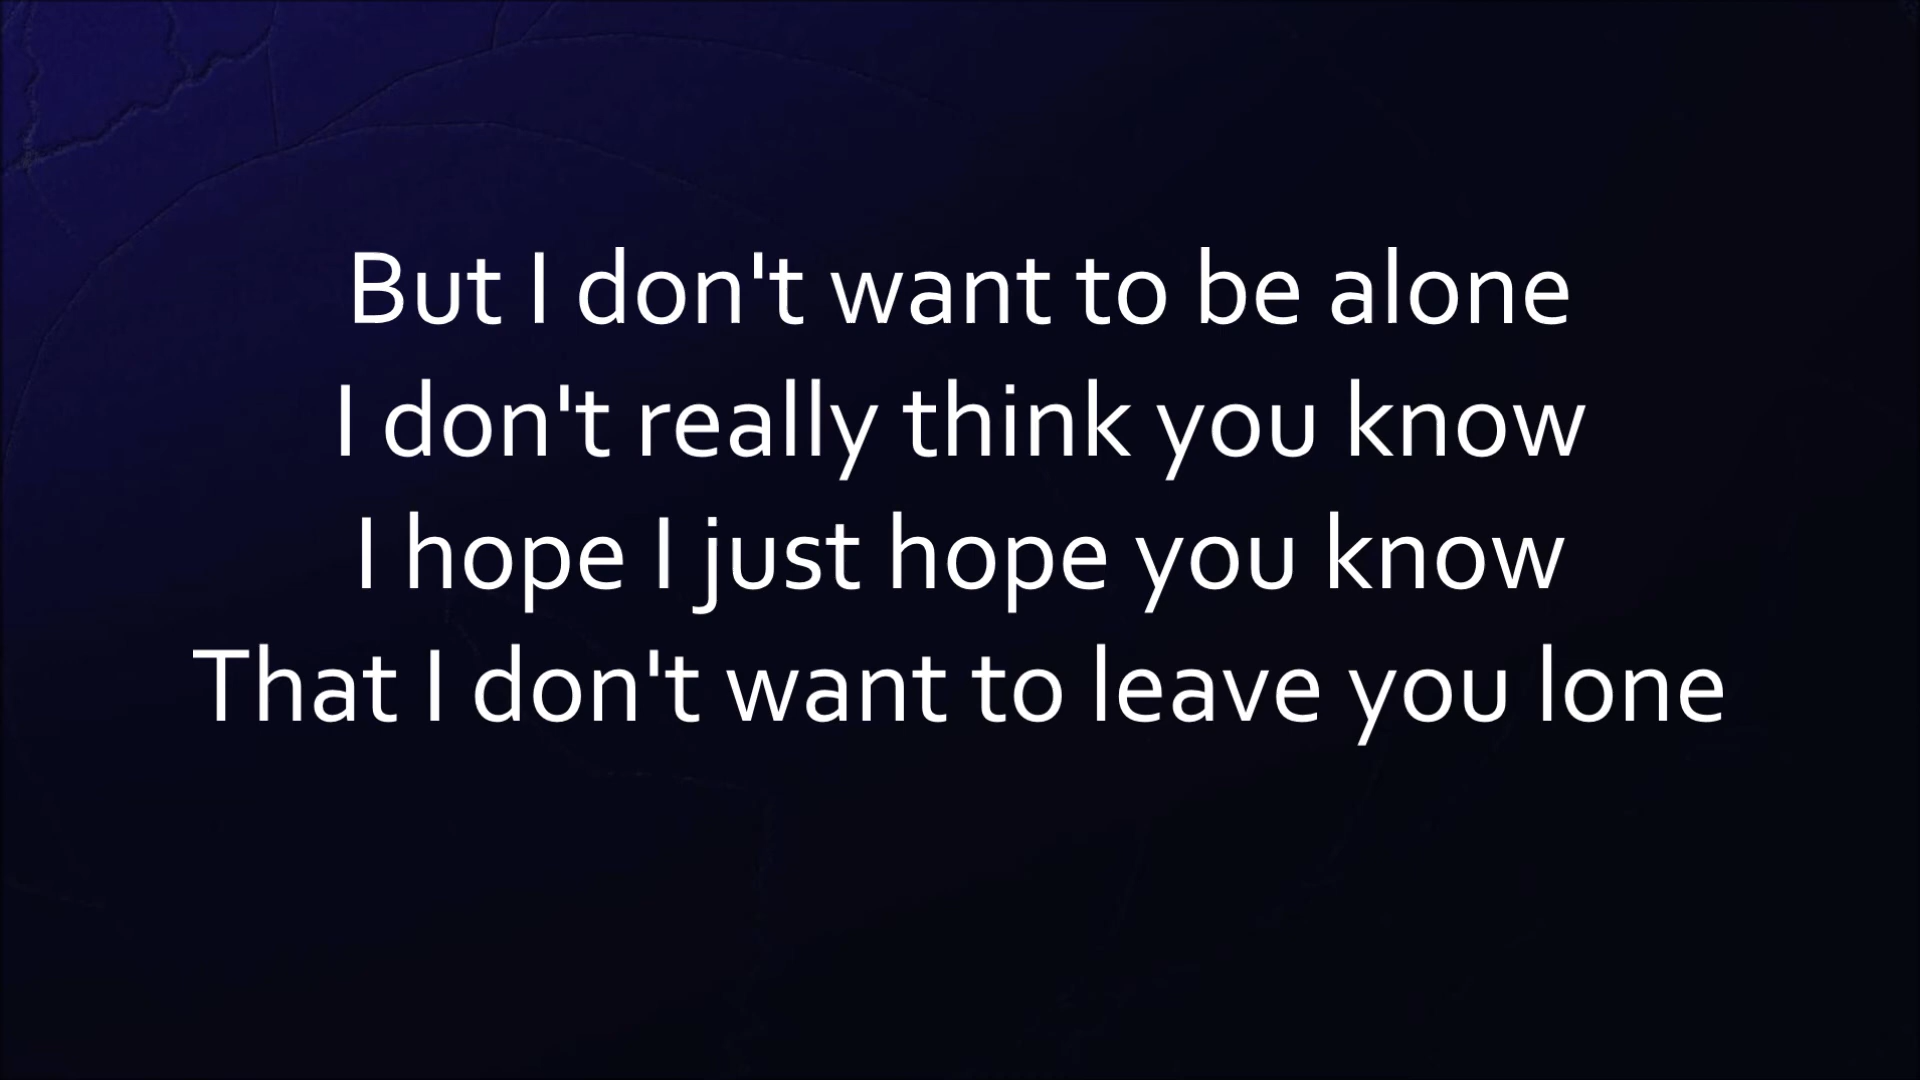 But I don't want to be alone
I don't really think you know
I hope I just hope you know
That I don't want to leave you lone